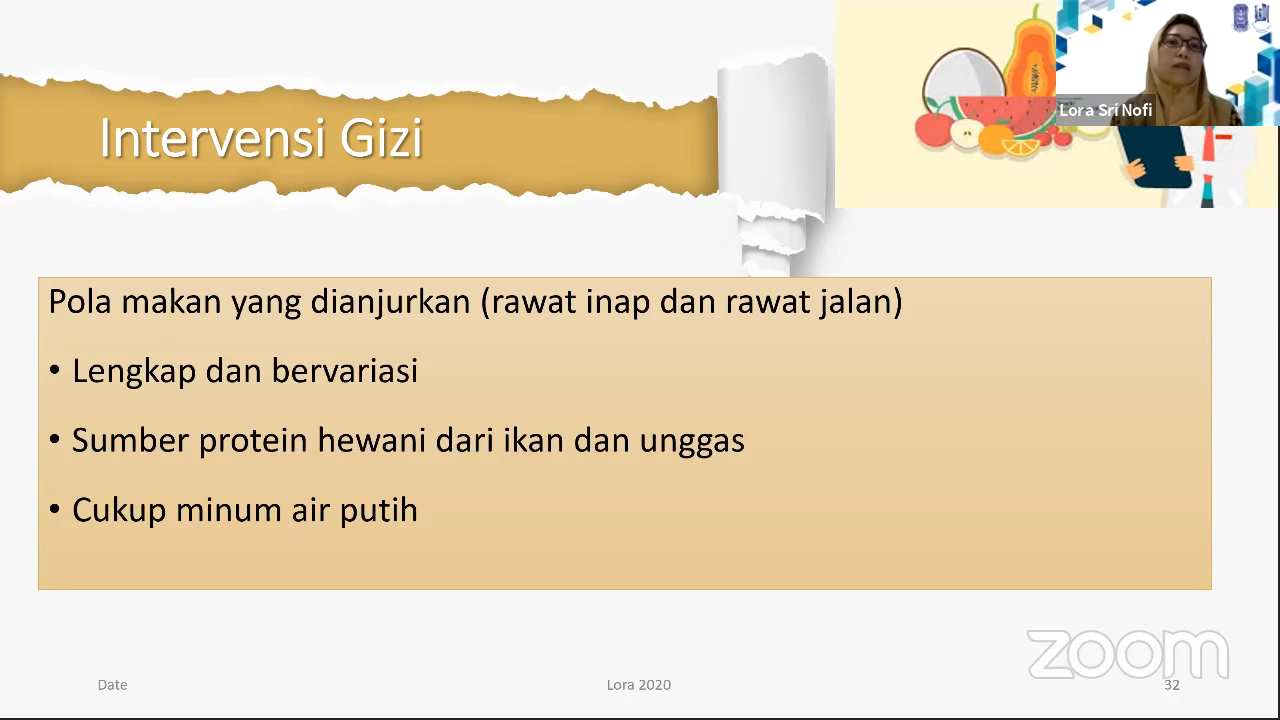 Intervensi Gizi
Lora Sri Nofi
Pola makan yang dianjurkan (rawat inap dan rawat jalan)
• Lengkap dan bervariasi
• Sumber protein hewani dari ikan dan unggas
• Cukup minum air putih
zoom
Date
Lora 2020
32